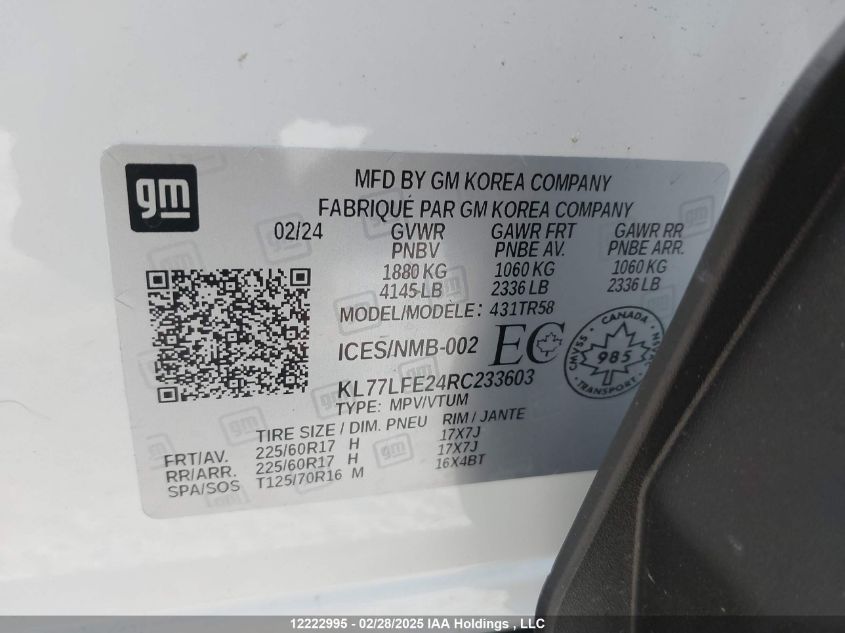 gm
MFD BY GM KOREA COMPANY
FABRIQUÉ PAR GM KOREA COMPANY
02/24 GVWR GAWR FRT GAWR RR
PNBV PNBE AV. PNBE ARR.
1880 KG 1060 KG 1060 KG
4145 LB 2336 LB 2336 LB
MODEL/MODÈLE: 431TR58
ICES/NMB-002 EC
CANADA
CMVSS 985
TRANSPORT
KL77LFE24RC233603
TYPE: MPV/VTUM
TIRE SIZE / DIM. PNEU RIM / JANTE
FRT/AV. 225/60R17 H 17X7J
RR/ARR. 225/60R17 H 17X7J
SPA/SOS T125/70R16 M 16X4BT
12222995 - 02/28/2025 IAA Holdings , LLC